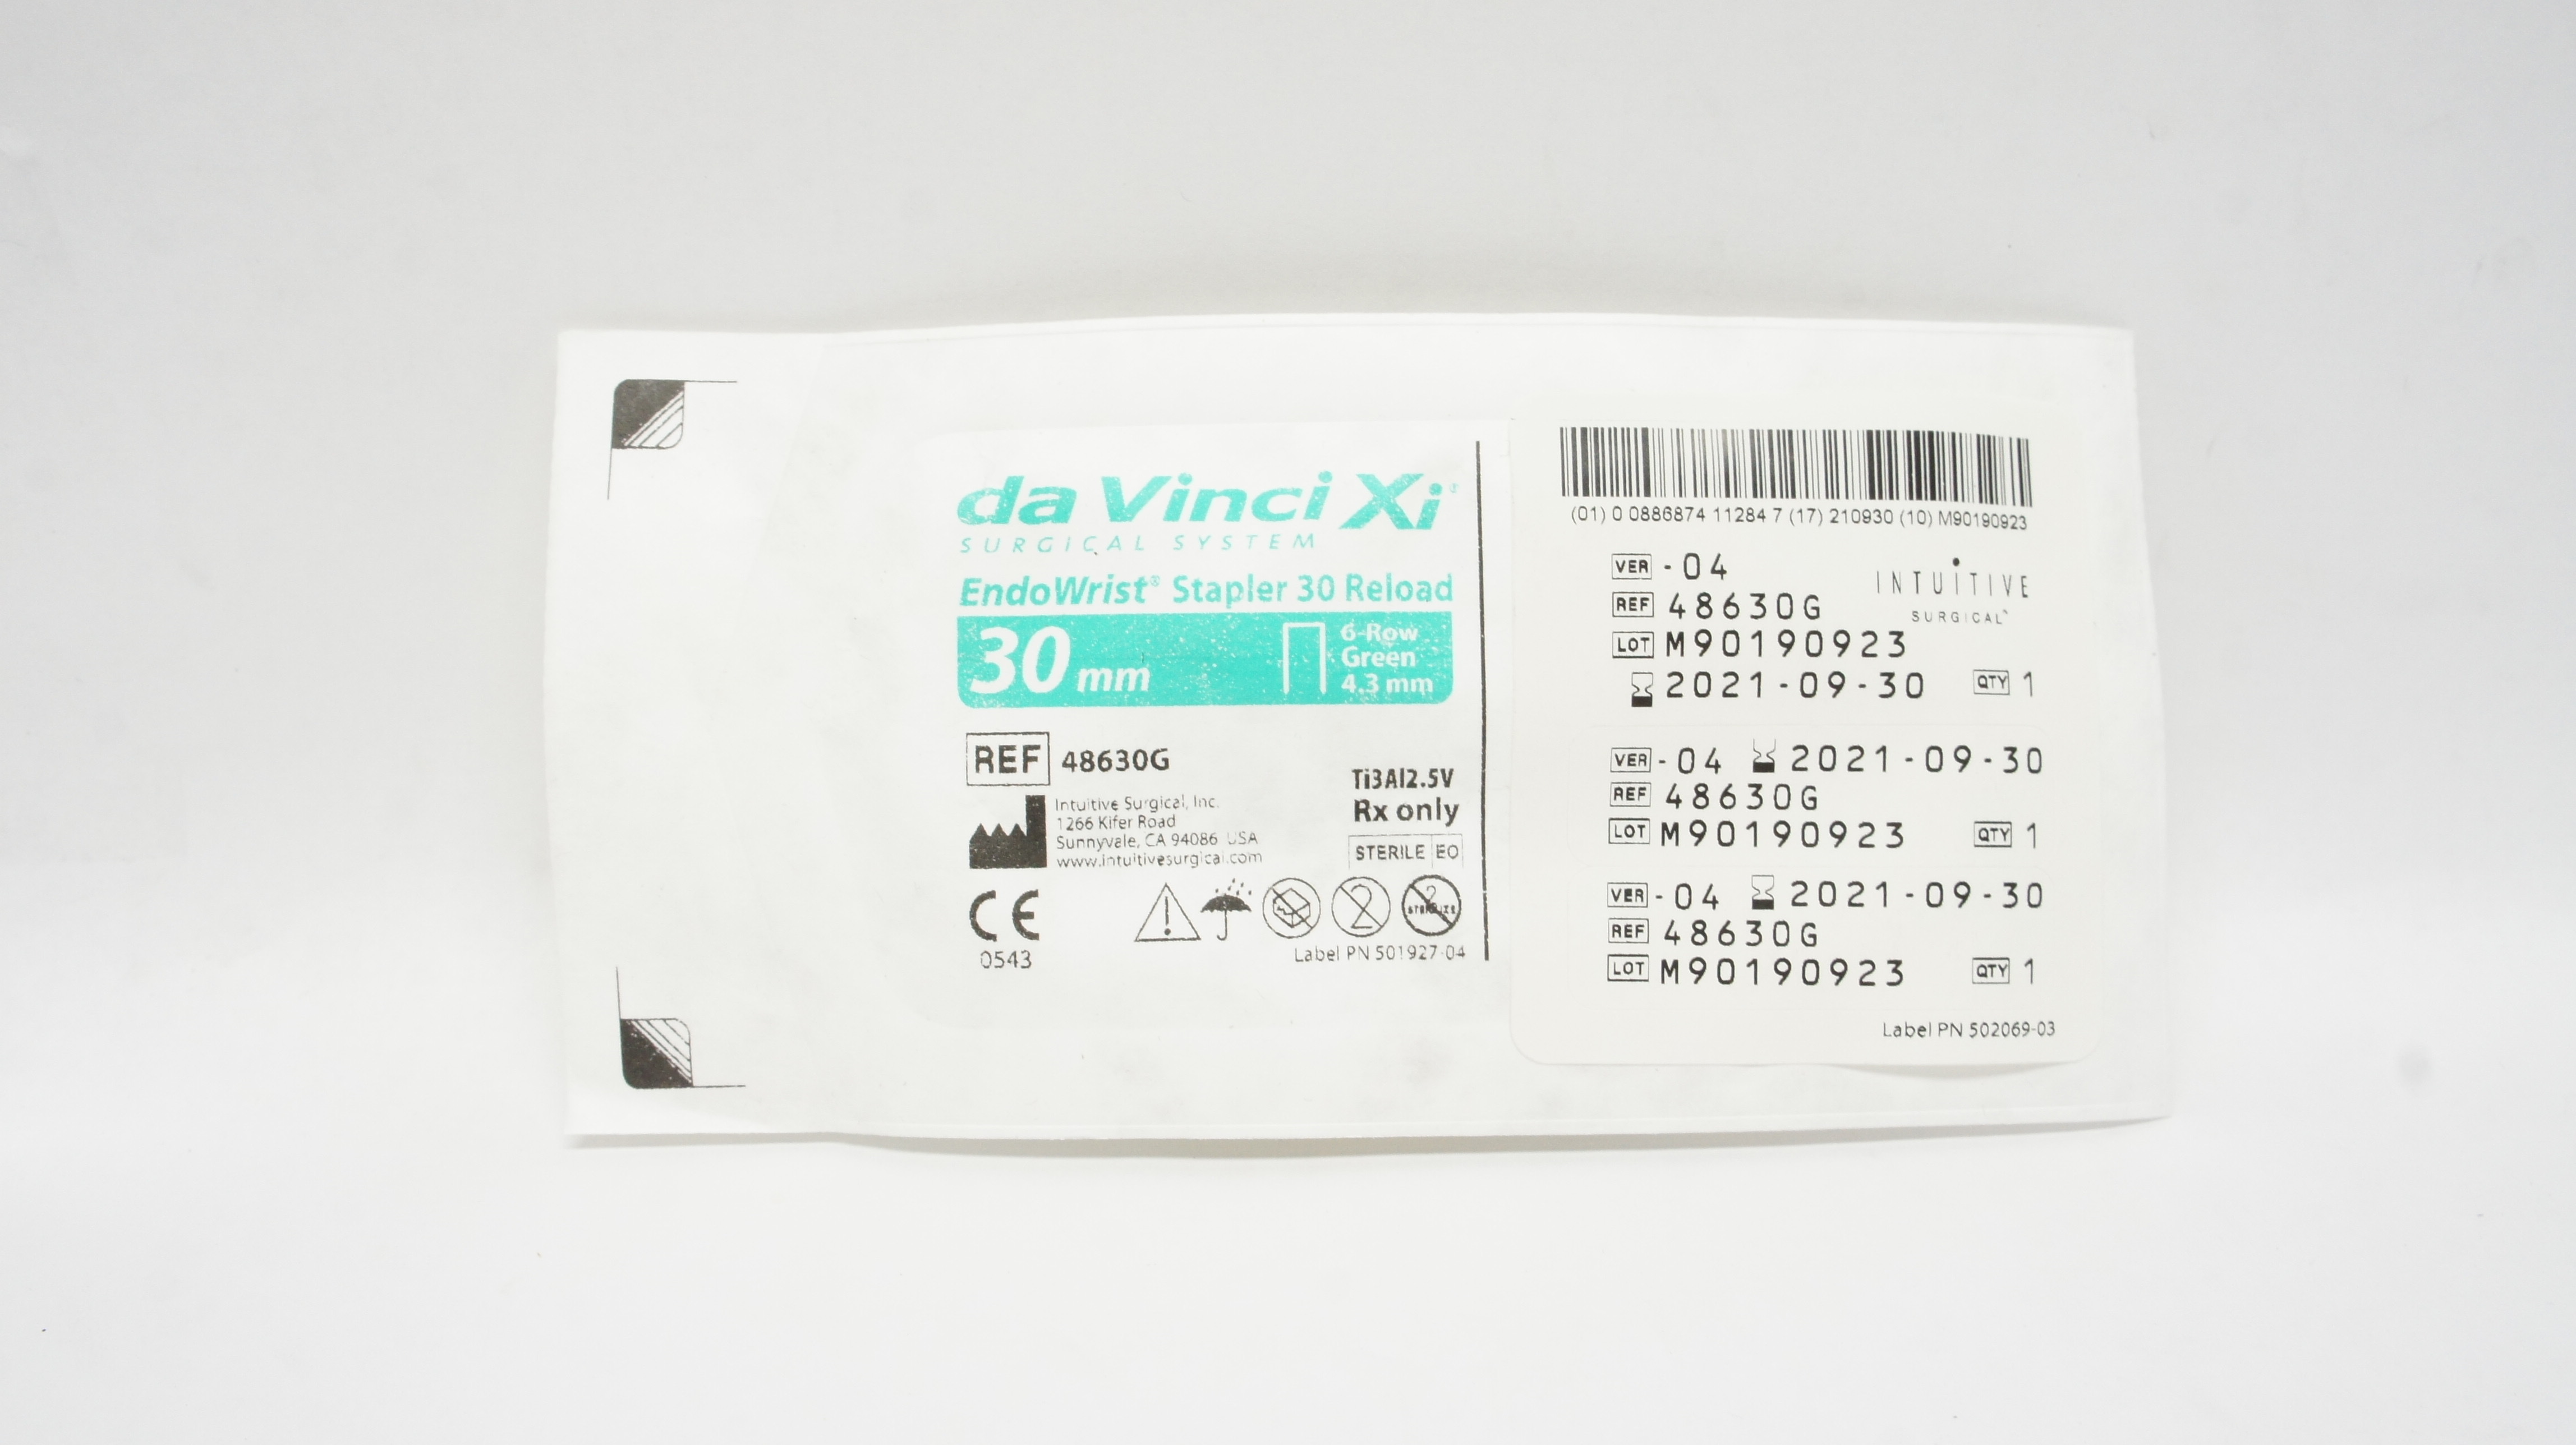 da Vinci Xi®
SURGICAL SYSTEM
EndoWrist® Stapler 30 Reload
30 mm
6-Row
Green
4.3 mm
REF 48630G
Ti3Al2.5V
Rx only
Intuitive Surgical, Inc.
1266 Kifer Road
Sunnyvale, CA 94086 USA
www.intuitivesurgical.com
STERILE EO
CE
0543
2
2
STERILIZE
Label PN 501927-04
(01) 0 0886874 11284 7 (17) 210930 (10) M90190923
VER -04
INTUITIVE
SURGICAL
REF 48630G
LOT M90190923
2021-09-30 QTY 1
VER -04 2021-09-30
REF 48630G
LOT M90190923 QTY 1
VER -04 2021-09-30
REF 48630G
LOT M90190923 QTY 1
Label PN 502069-03